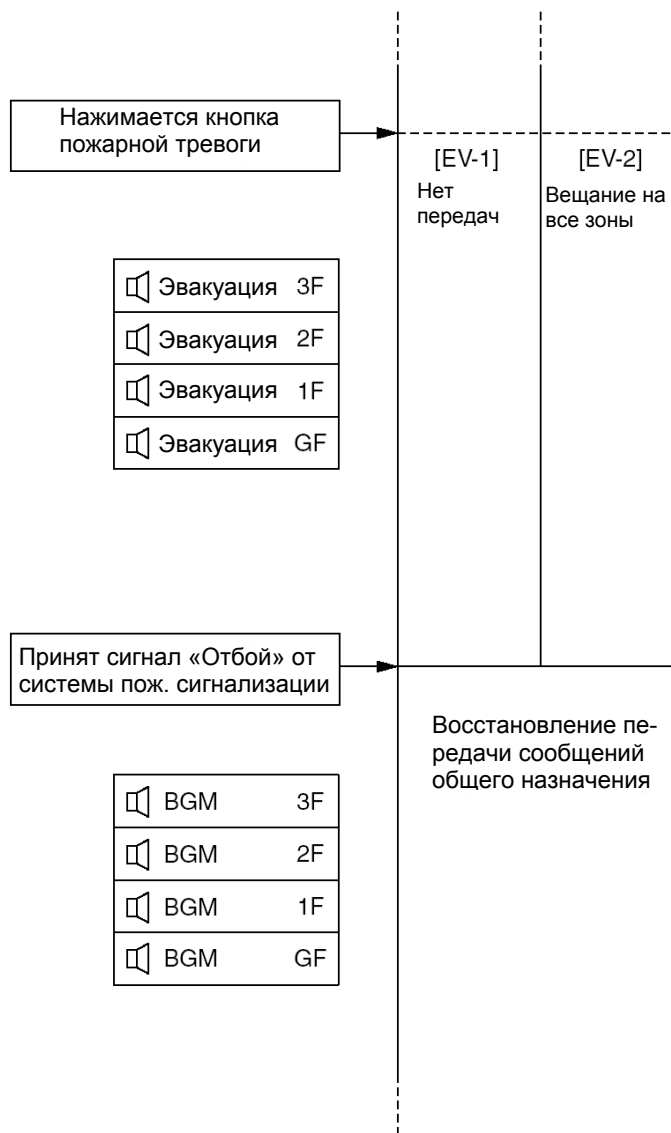 Нажимается кнопка
пожарной тревоги
[EV-1]
[EV-2]
Нет
передач
Вещание на
все зоны
Эвакуация 3F
Эвакуация 2F
Эвакуация 1F
Эвакуация GF
Принят сигнал «Отбой» от
системы пож. сигнализации
Восстановление пе-
редачи сообщений
общего назначения
BGM 3F
BGM 2F
BGM 1F
BGM GF